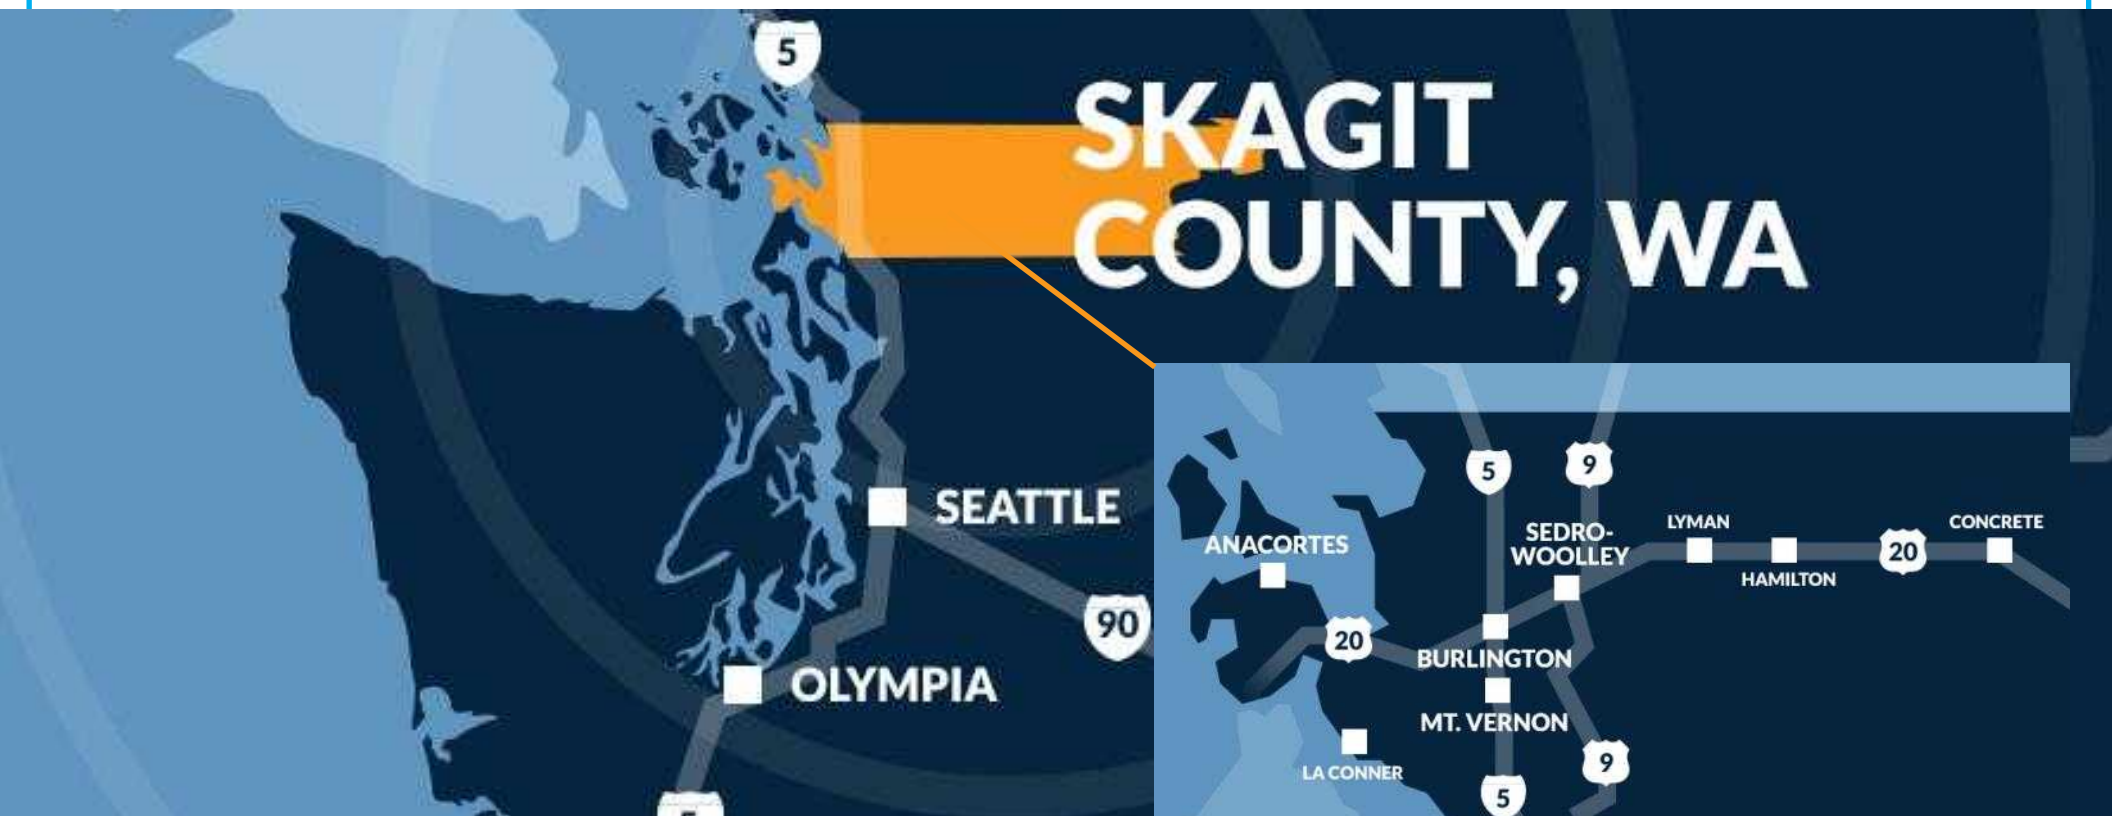 5
SKAGIT
COUNTY, WA
SEATTLE
90
OLYMPIA
5
9
SEDRO-
WOOLLEY
LYMAN
CONCRETE
ANACORTES
20
HAMILTON
20
BURLINGTON
MT. VERNON
9
LA CONNER
5